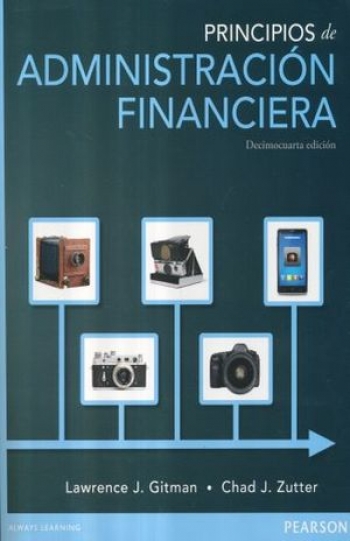 PRINCIPIOS de
ADMINISTRACIÓN
FINANCIERA
Decimocuarta edición
Lawrence J. Gitman • Chad J. Zutter
ALWAYS LEARNING
PEARSON